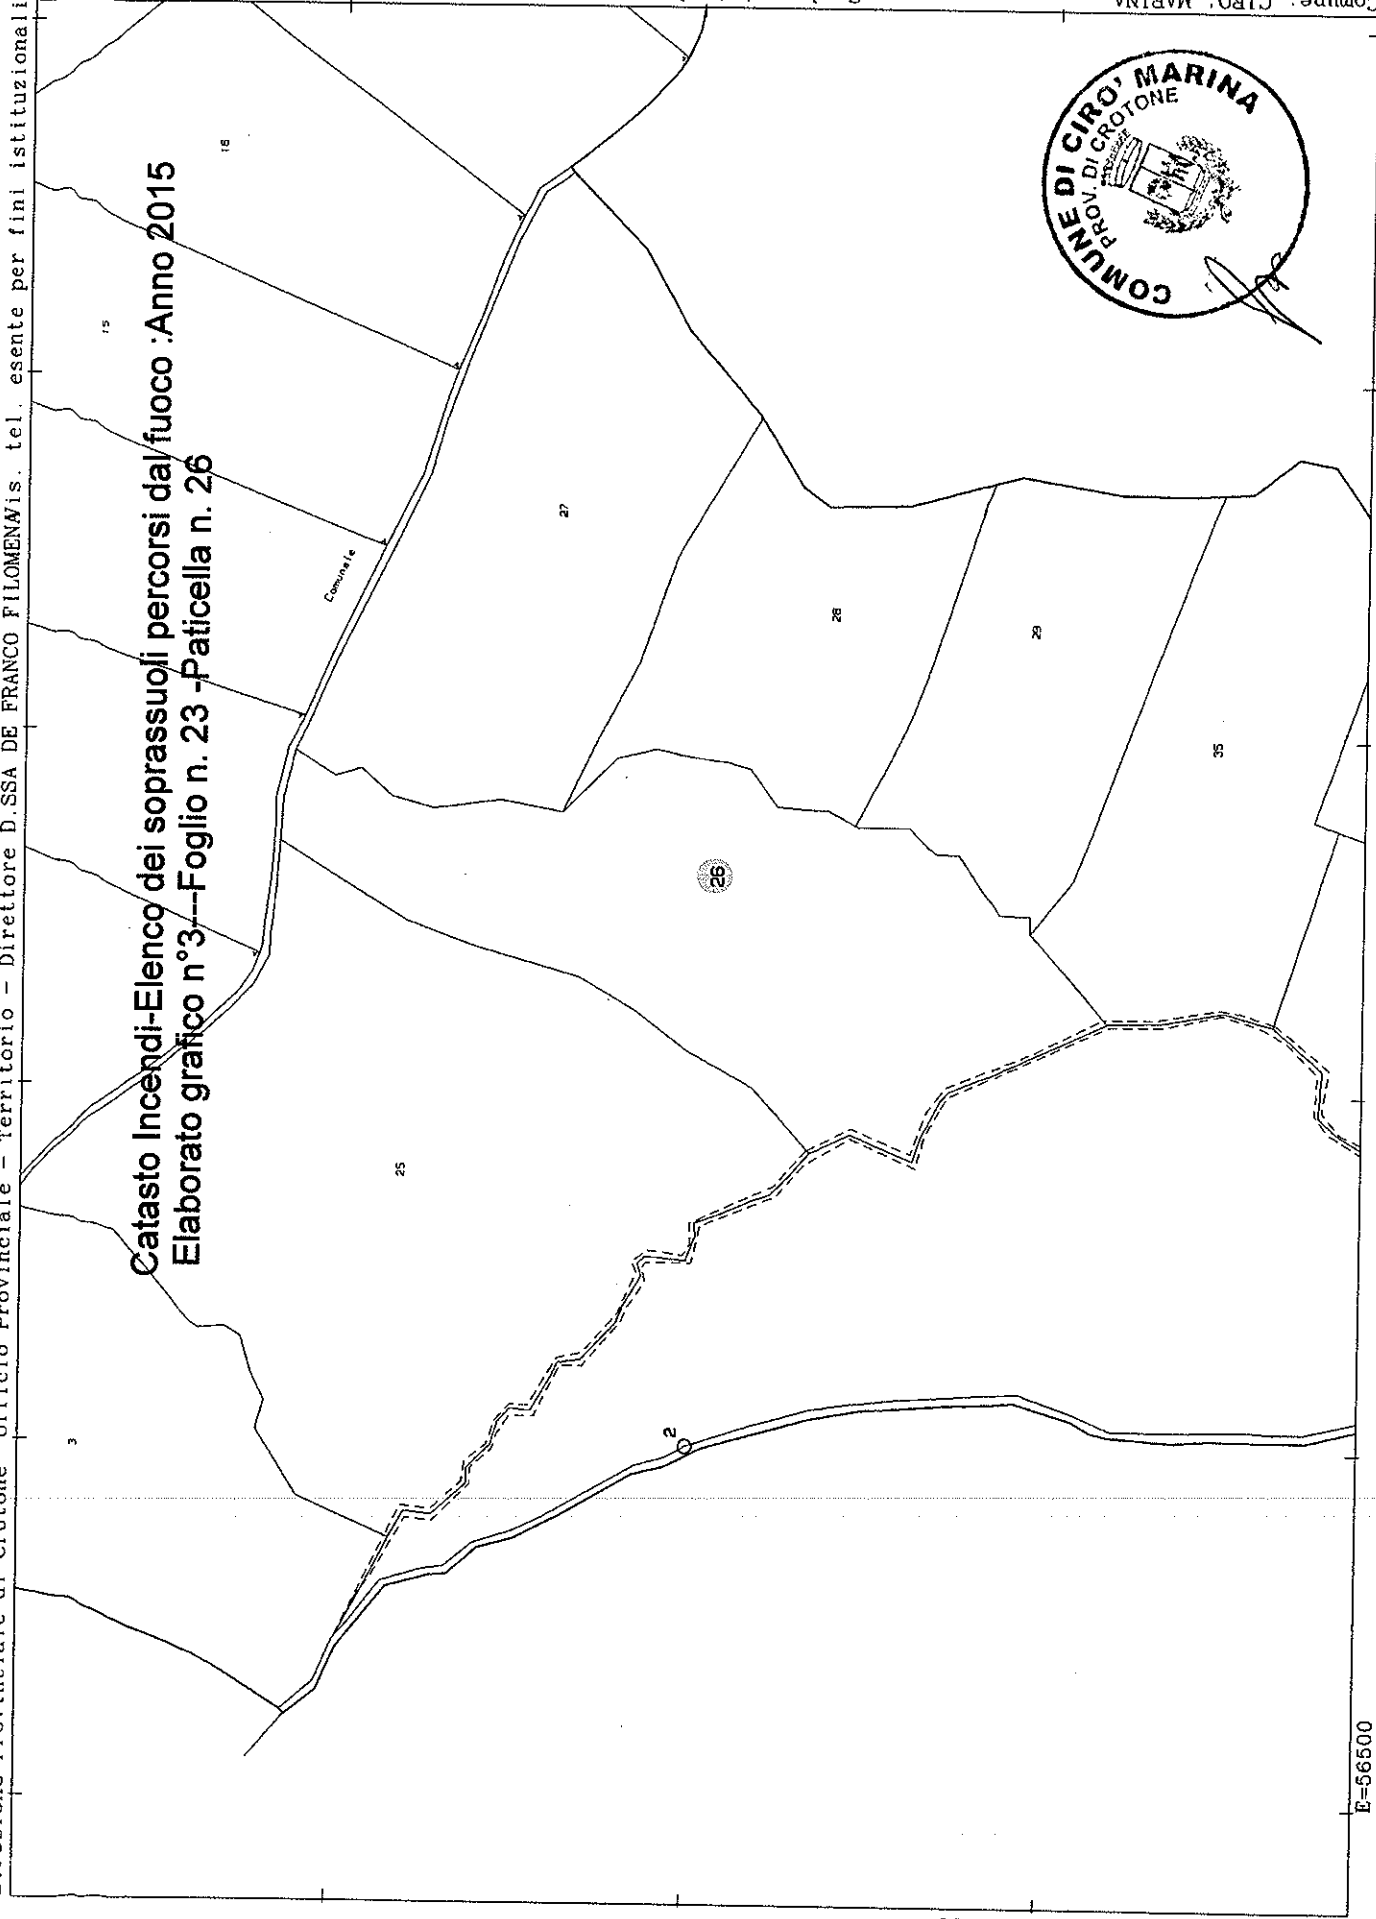 Provinciale di Crotone Ufficio Provinciale - Territorio - Direttore D.SSA DE FRANCO FILOMENA Vis. tel. esente per fini istituzionali
Catasto Incendi-Elenco dei soprassuoli percorsi dal fuoco :Anno 2015
Elaborato grafico n°3---Foglio n. 23 -Paticella n. 26
3
15
16
Comunale
25
26
27
28
29
35
2
COMUNE DI CIRO' MARINA
PROV. DI CROTONE
E=56500
Comune: CIRO' MARINA